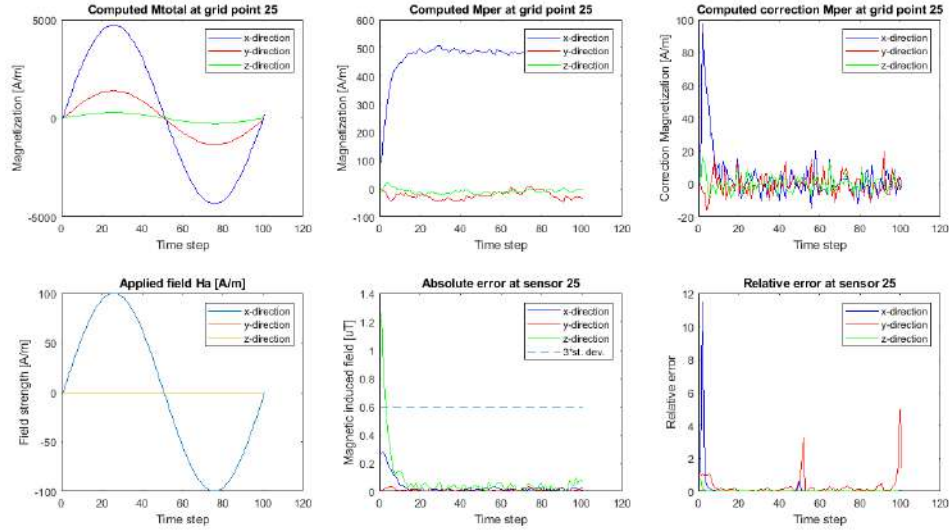 Computed Mtotal at grid point 25
Magnetization [A/m]
5000
0
-5000
0 20 40 60 80 100 120
Time step
x-direction
y-direction
z-direction
Computed Mper at grid point 25
Magnetization [A/m]
600
500
400
300
200
100
0
-100
0 20 40 60 80 100 120
Time step
x-direction
y-direction
z-direction
Computed correction Mper at grid point 25
Correction Magnetization [A/m]
100
80
60
40
20
0
-20
0 20 40 60 80 100 120
Time step
x-direction
y-direction
z-direction
Applied field Ha [A/m]
Field strength [A/m]
100
50
0
-50
-100
0 20 40 60 80 100 120
Time step
x-direction
y-direction
z-direction
Absolute error at sensor 25
Magnetic induced field [uT]
1.4
1.2
1
0.8
0.6
0.4
0.2
0
0 20 40 60 80 100 120
Time step
x-direction
y-direction
z-direction
3*st. dev.
Relative error at sensor 25
Relative error
12
10
8
6
4
2
0
0 20 40 60 80 100 120
Time step
x-direction
y-direction
z-direction